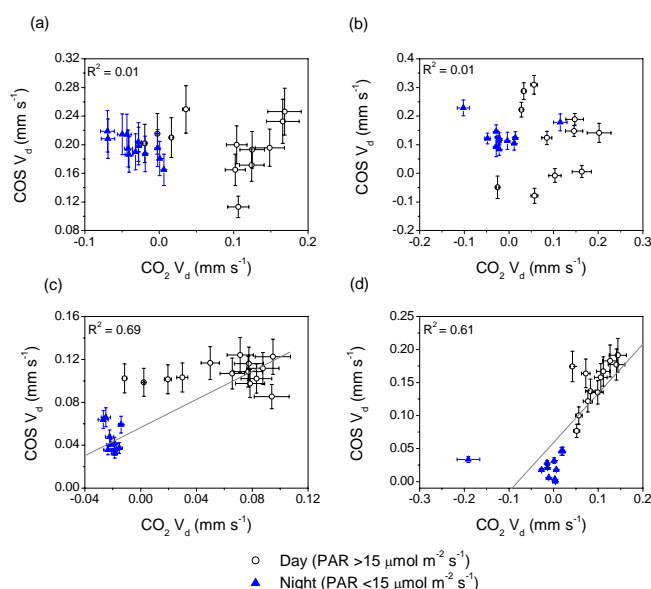 (a)
R² = 0.01
0.32
0.28
0.24
0.20
0.16
0.12
0.08
COS V_d (mm s⁻¹)
-0.1 0.0 0.1 0.2
CO₂ V_d (mm s⁻¹)
(b)
R² = 0.01
0.4
0.3
0.2
0.1
0.0
-0.1
-0.2
COS V_d (mm s⁻¹)
-0.2 -0.1 0.0 0.1 0.2 0.3
CO₂ V_d (mm s⁻¹)
(c)
R² = 0.69
0.20
0.16
0.12
0.08
0.04
0.00
COS V_d (mm s⁻¹)
-0.04 0.00 0.04 0.08 0.12
CO₂ V_d (mm s⁻¹)
(d)
R² = 0.61
0.25
0.20
0.15
0.10
0.05
0.00
COS V_d (mm s⁻¹)
-0.3 -0.2 -0.1 0.0 0.1 0.2
CO₂ V_d (mm s⁻¹)
Day (PAR >15 μmol m⁻² s⁻¹)
Night (PAR <15 μmol m⁻² s⁻¹)